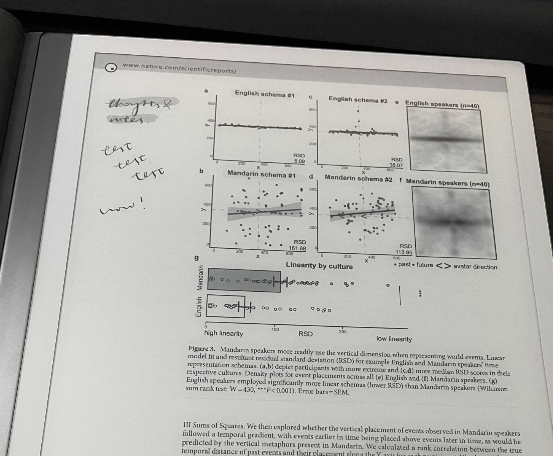 www.nature.com/scientificreports/
thoughts &
notes
test
test
test
wow!
a English schema #1
c English schema #2
e English speakers (n=40)
RSD
RSD
b Mandarin schema #1
d Mandarin schema #2
f Mandarin speakers (n=40)
RSD
151.68
RSD
113.95
• past • future <> avatar direction
g Linearity by culture
Mandarin
English
0 100 200
high linearity RSD low linearity
Figure 3. Mandarin speakers more readily use the vertical dimension when representing world events. Linear
model fit and resultant residual standard deviation (RSD) for example English and Mandarin speakers' time
representation schemas. (a,b) depict participants with more extreme and (c,d) more median RSD scores in their
respective cultures. Density plots for event placements across all (e) English and (f) Mandarin speakers. (g)
English speakers employed significantly more linear schemas (lower RSD) than Mandarin speakers (Wilcoxon
sum rank test: W = 430, ***P < 0.001). Error bars = SEM.
III Sums of Squares. We then explored whether the vertical placement of events observed in Mandarin speakers
followed a temporal gradient, with events earlier in time being placed above events later in time, as would be
predicted by the vertical metaphors present in Mandarin. We calculated a rank correlation between the true
temporal distance of past events and their placement along the Y axis